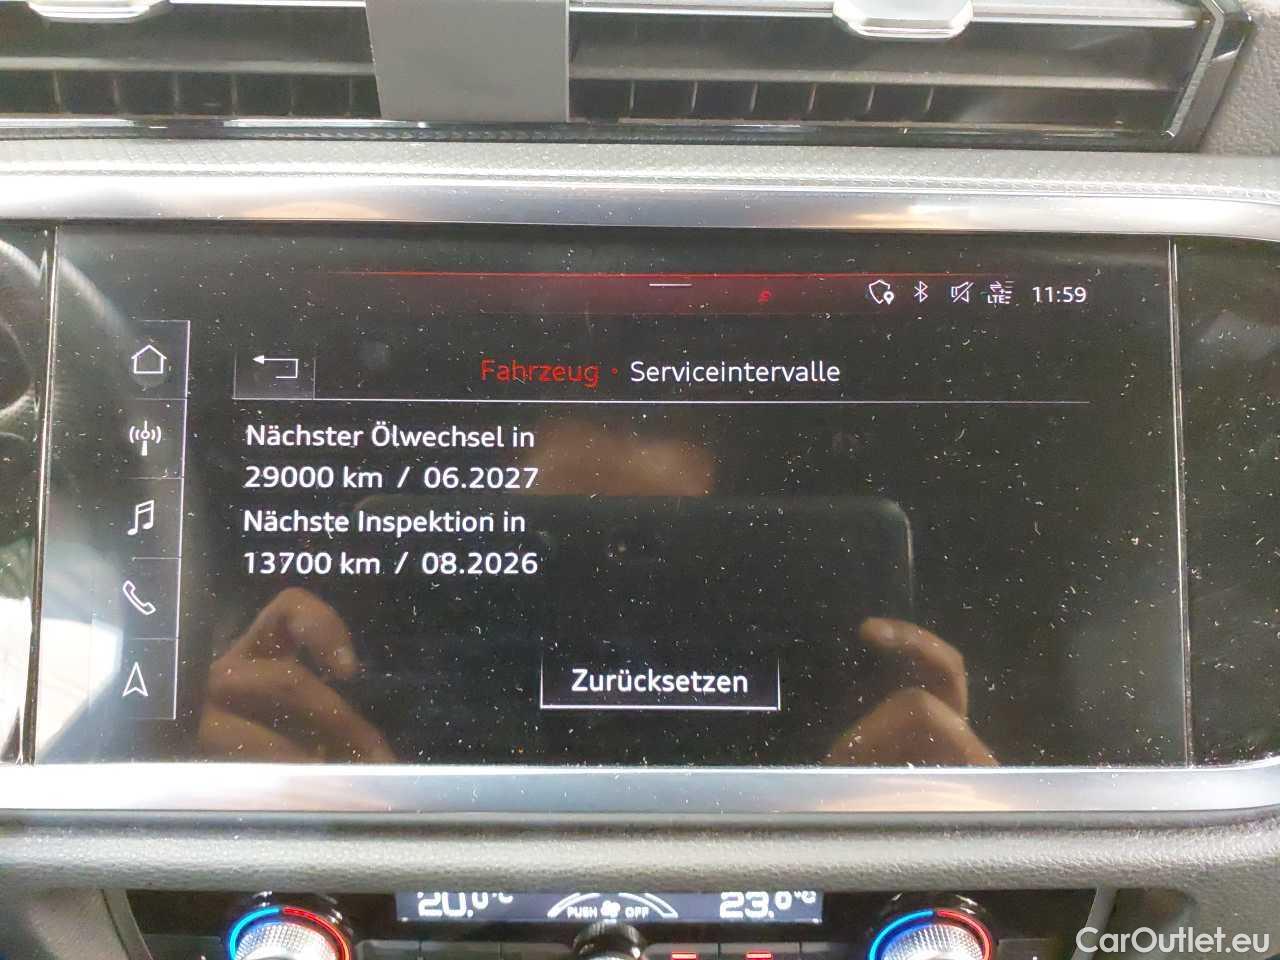 LTE
11:59
Fahrzeug · Serviceintervalle
Nächster Ölwechsel in
29000 km / 06.2027
Nächste Inspektion in
13700 km / 08.2026
Zurücksetzen
20.0°C PUSH OFF 23.0°C
CarOutlet.eu